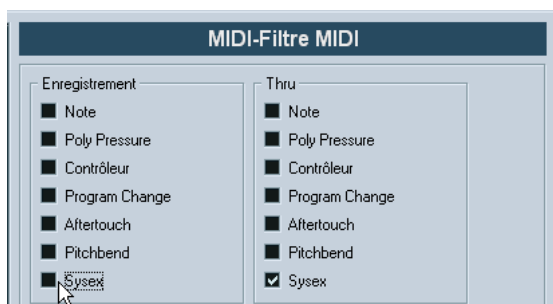 MIDI-Filtre MIDI
Enregistrement
Note
Poly Pressure
Contrôleur
Program Change
Aftertouch
Pitchbend
Sysex
Thru
Note
Poly Pressure
Contrôleur
Program Change
Aftertouch
Pitchbend
Sysex